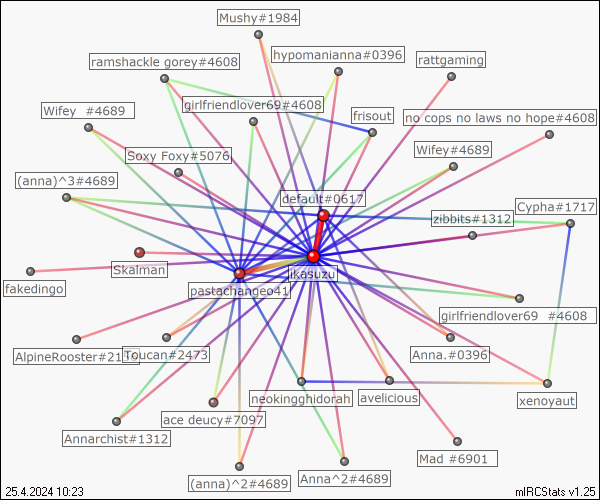 Mushy#1984
hypomanianna#0396
ramshackle gorey#4608
rattgaming
girlfriendlover69#4608
Wifey  #4689
frisout
no cops no laws no hope#4608
Soxy Foxy#5076
Wifey#4689
(anna)^3#4689
default#0617
Cypha#1717
zibbits#1312
Skalman
ikasuzu
fakedingo
pastachangeo41
girlfriendlover69  #4608
AlpineRooster#21
Toucan#2473
Anna.#0396
neokingghidorah
avelicious
xenoyaut
ace deucy#7097
Annarchist#1312
Mad #6901
(anna)^2#4689
Anna^2#4689
25.4.2024 10:23
mIRCStats v1.25